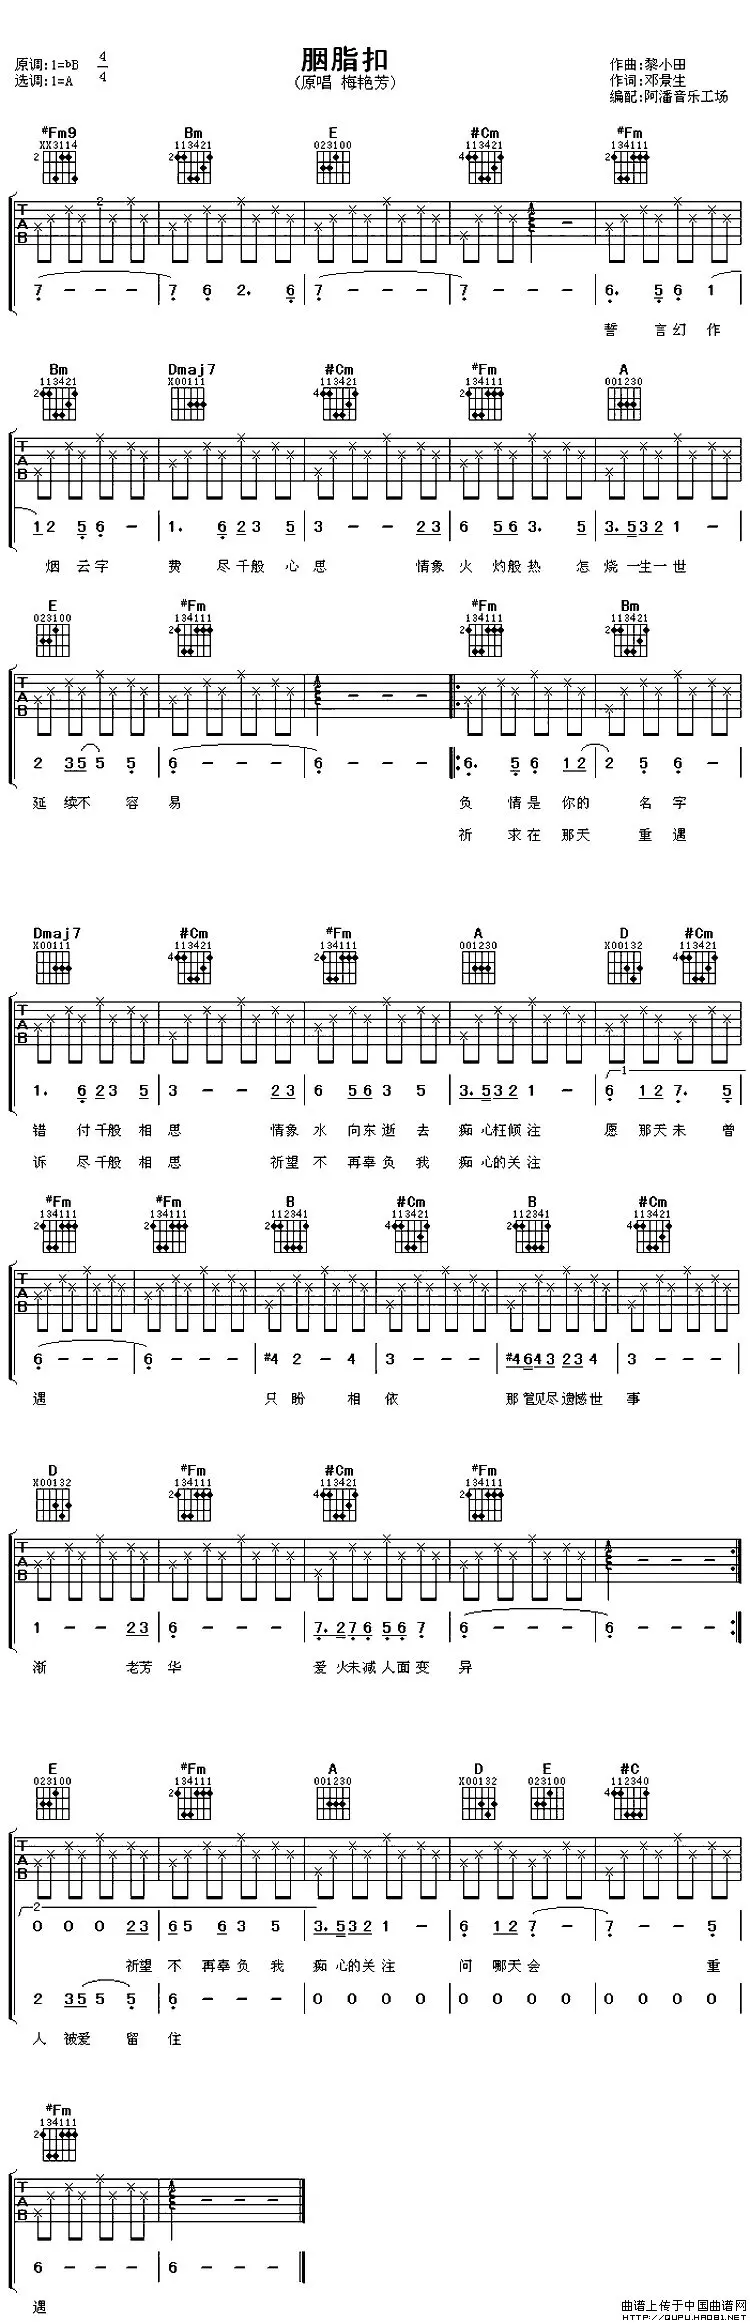 胭脂扣
(原唱 梅艳芳)
原调:1=bB 4/4
选调:1=A
作曲:黎小田
作词:邓景生
编配:阿潘音乐工场
#Fm9 Bm E #Cm #Fm
XX3114 113421 023100 113421 134111
2 2 4 2
T A B
7 - - - 7 6 2. 6 7 - - - 7 - - - 6. 5 6 1
誓 言幻 作
Bm Dmaj7 #Cm #Fm A
113421 X00111 113421 134111 001230
2 4 2
T A B
1 2 5 6 - 1. 6 2 3 5 3 - - 2 3 6 5 6 3. 5 3. 5 3 2 1 -
烟 云字 费 尽千般 心 思 情象 火 灼般 热 怎 烧 一生一 世
E #Fm #Fm Bm
023100 134111 134111 113421
2 2 2
T A B
2 3 5 5 5 6 - - - 6 - - - 6. 5 6 1 2 2 5 6 -
延 续不 容 易 负 情是 你的 名 字
祈 求在 那天 重 遇
Dmaj7 #Cm #Fm A D #Cm
X00111 113421 134111 001230 X00132 113421
4 2 4
T A B
1. 6 2 3 5 3 - - 2 3 6 5 6 3 5 3. 5 3 2 1 - 1 6 1 2 7. 5
错 付千般 相 思 情象 水 向东 逝 去 痴 心枉倾 注 愿 那天 未 曾
诉 尽千般 相 思 祈望 不 再辜 负 我 痴 心的关 注
#Fm #Fm B #Cm B #Cm
134111 134111 112341 113421 112341 113421
2 2 2 4 2 4
T A B
6 - - - 6 - - - #4 2 - 4 3 - - - #4 6 4 3 2 3 4 3 - - -
遇 只 盼 相 依 那 管见尽 遗憾世 事
D #Fm #Cm #Fm
X00132 134111 113421 134111
2 4 2
T A B
1 - - 2 3 6 - - - 7. 2 7 6 5 6 7 6 - - - 6 - - -
渐 老芳 华 爱 火未减 人面 变 异
E #Fm A D E #C
023100 134111 001230 X00132 023100 112340
2 4
T A B
2
0 0 0 2 3 6 5 6 3 5 3. 5 3 2 1 - 6 1 2 7 - 7 - - 5
祈望 不 再辜 负 我 痴 心的关 注 问 哪天 会 重
2 3 5 5 5 6 - - - 0 0 0 0 0 0 0 0 0 0 0 0
人 被爱 留 住
#Fm
134111
2
T A B
6 - - - 6 - - -
遇
曲谱上传于中国曲谱网
HTTP://QUPU.HAO81.NET